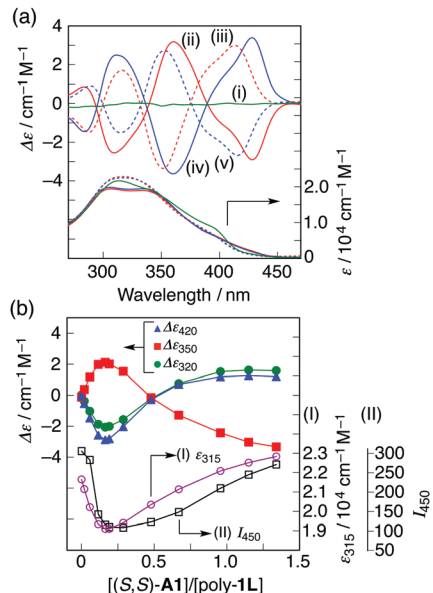 (a)
4
2
0
−2
−4
Δε / cm⁻¹ M⁻¹
(ii)
(iii)
(i)
(iv)
(v)
2.0
1.0
0
ε / 10⁴ cm⁻¹ M⁻¹
300
350
400
450
Wavelength / nm
(b)
4
2
0
−2
−4
Δε / cm⁻¹ M⁻¹
Δε₄₂₀
Δε₃₅₀
Δε₃₂₀
(I) ε₃₁₅
(II) I₄₅₀
(I)
2.3
2.2
2.1
2.0
1.9
ε₃₁₅ / 10⁴ cm⁻¹ M⁻¹
(II)
300
250
200
150
100
50
I₄₅₀
0
0.5
1.0
1.5
[(S,S)-A1]/[poly-1L]